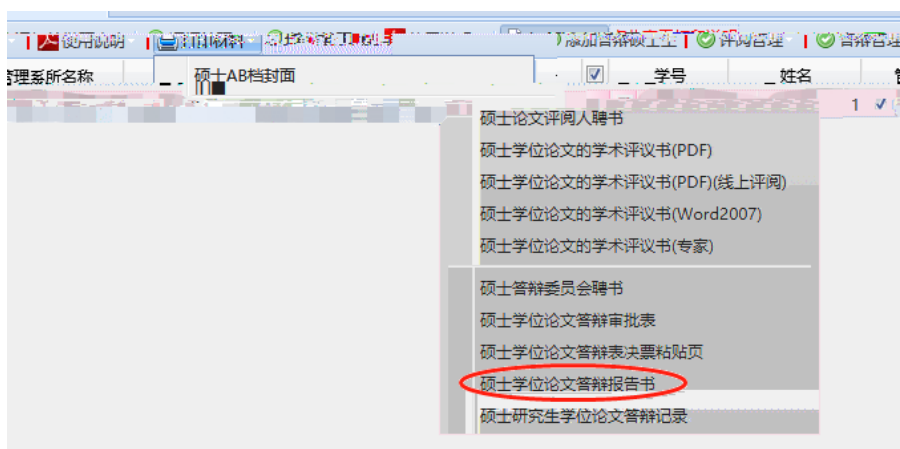 使用说明 打印材料
添加答辩硕士生 评阅管理 答辩管理
管理系所名称 学号 姓名
硕士AB档封面
1
硕士论文评阅人聘书
硕士学位论文的学术评议书(PDF)
硕士学位论文的学术评议书(PDF)(线上评阅)
硕士学位论文的学术评议书(Word2007)
硕士学位论文的学术评议书(专家)
硕士答辩委员会聘书
硕士学位论文答辩审批表
硕士学位论文答辩表决票粘贴页
硕士学位论文答辩报告书
硕士研究生学位论文答辩记录